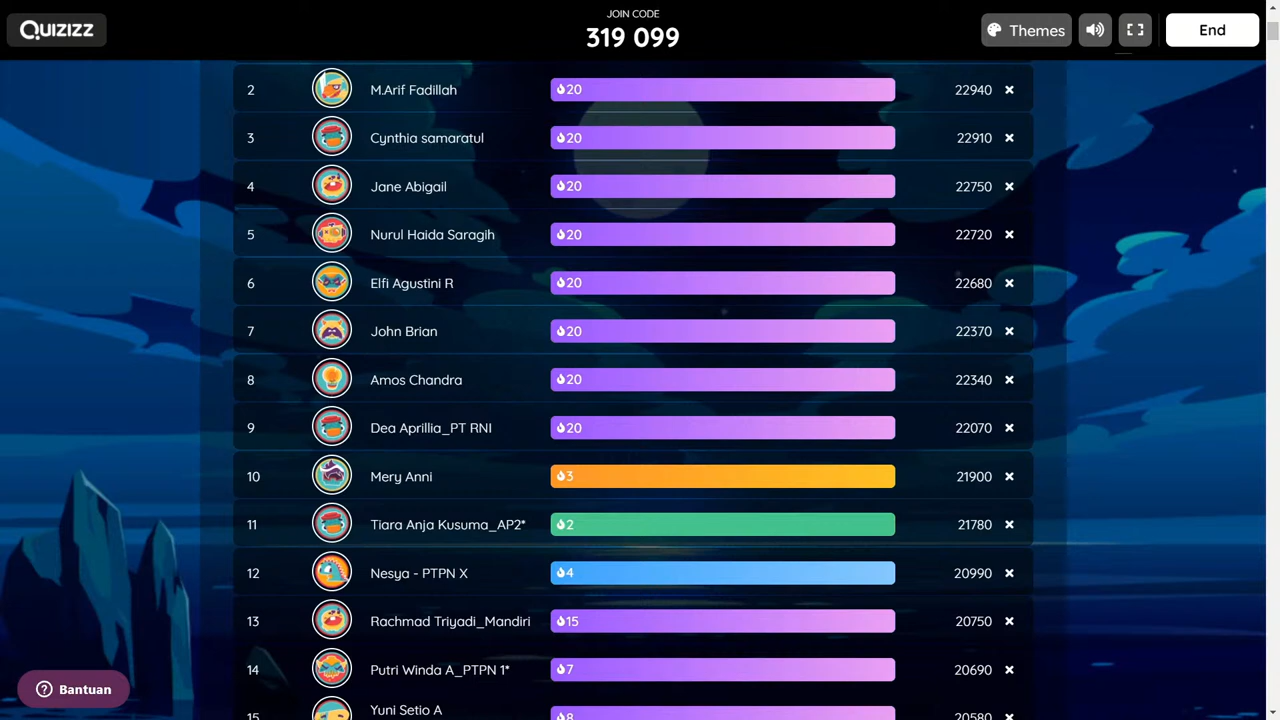 Quizizz
JOIN CODE
319 099
Themes
End
2 M.Arif Fadillah 20 22940 ×
3 Cynthia samaratul 20 22910 ×
4 Jane Abigail 20 22750 ×
5 Nurul Haida Saragih 20 22720 ×
6 Elfi Agustini R 20 22680 ×
7 John Brian 20 22370 ×
8 Amos Chandra 20 22340 ×
9 Dea Aprillia_PT RNI 20 22070 ×
10 Mery Anni 3 21900 ×
11 Tiara Anja Kusuma_AP2* 2 21780 ×
12 Nesya - PTPN X 4 20990 ×
13 Rachmad Triyadi_Mandiri 15 20750 ×
14 Putri Winda A_PTPN 1* 7 20690 ×
15 Yuni Setio A 8 20580 ×
? Bantuan